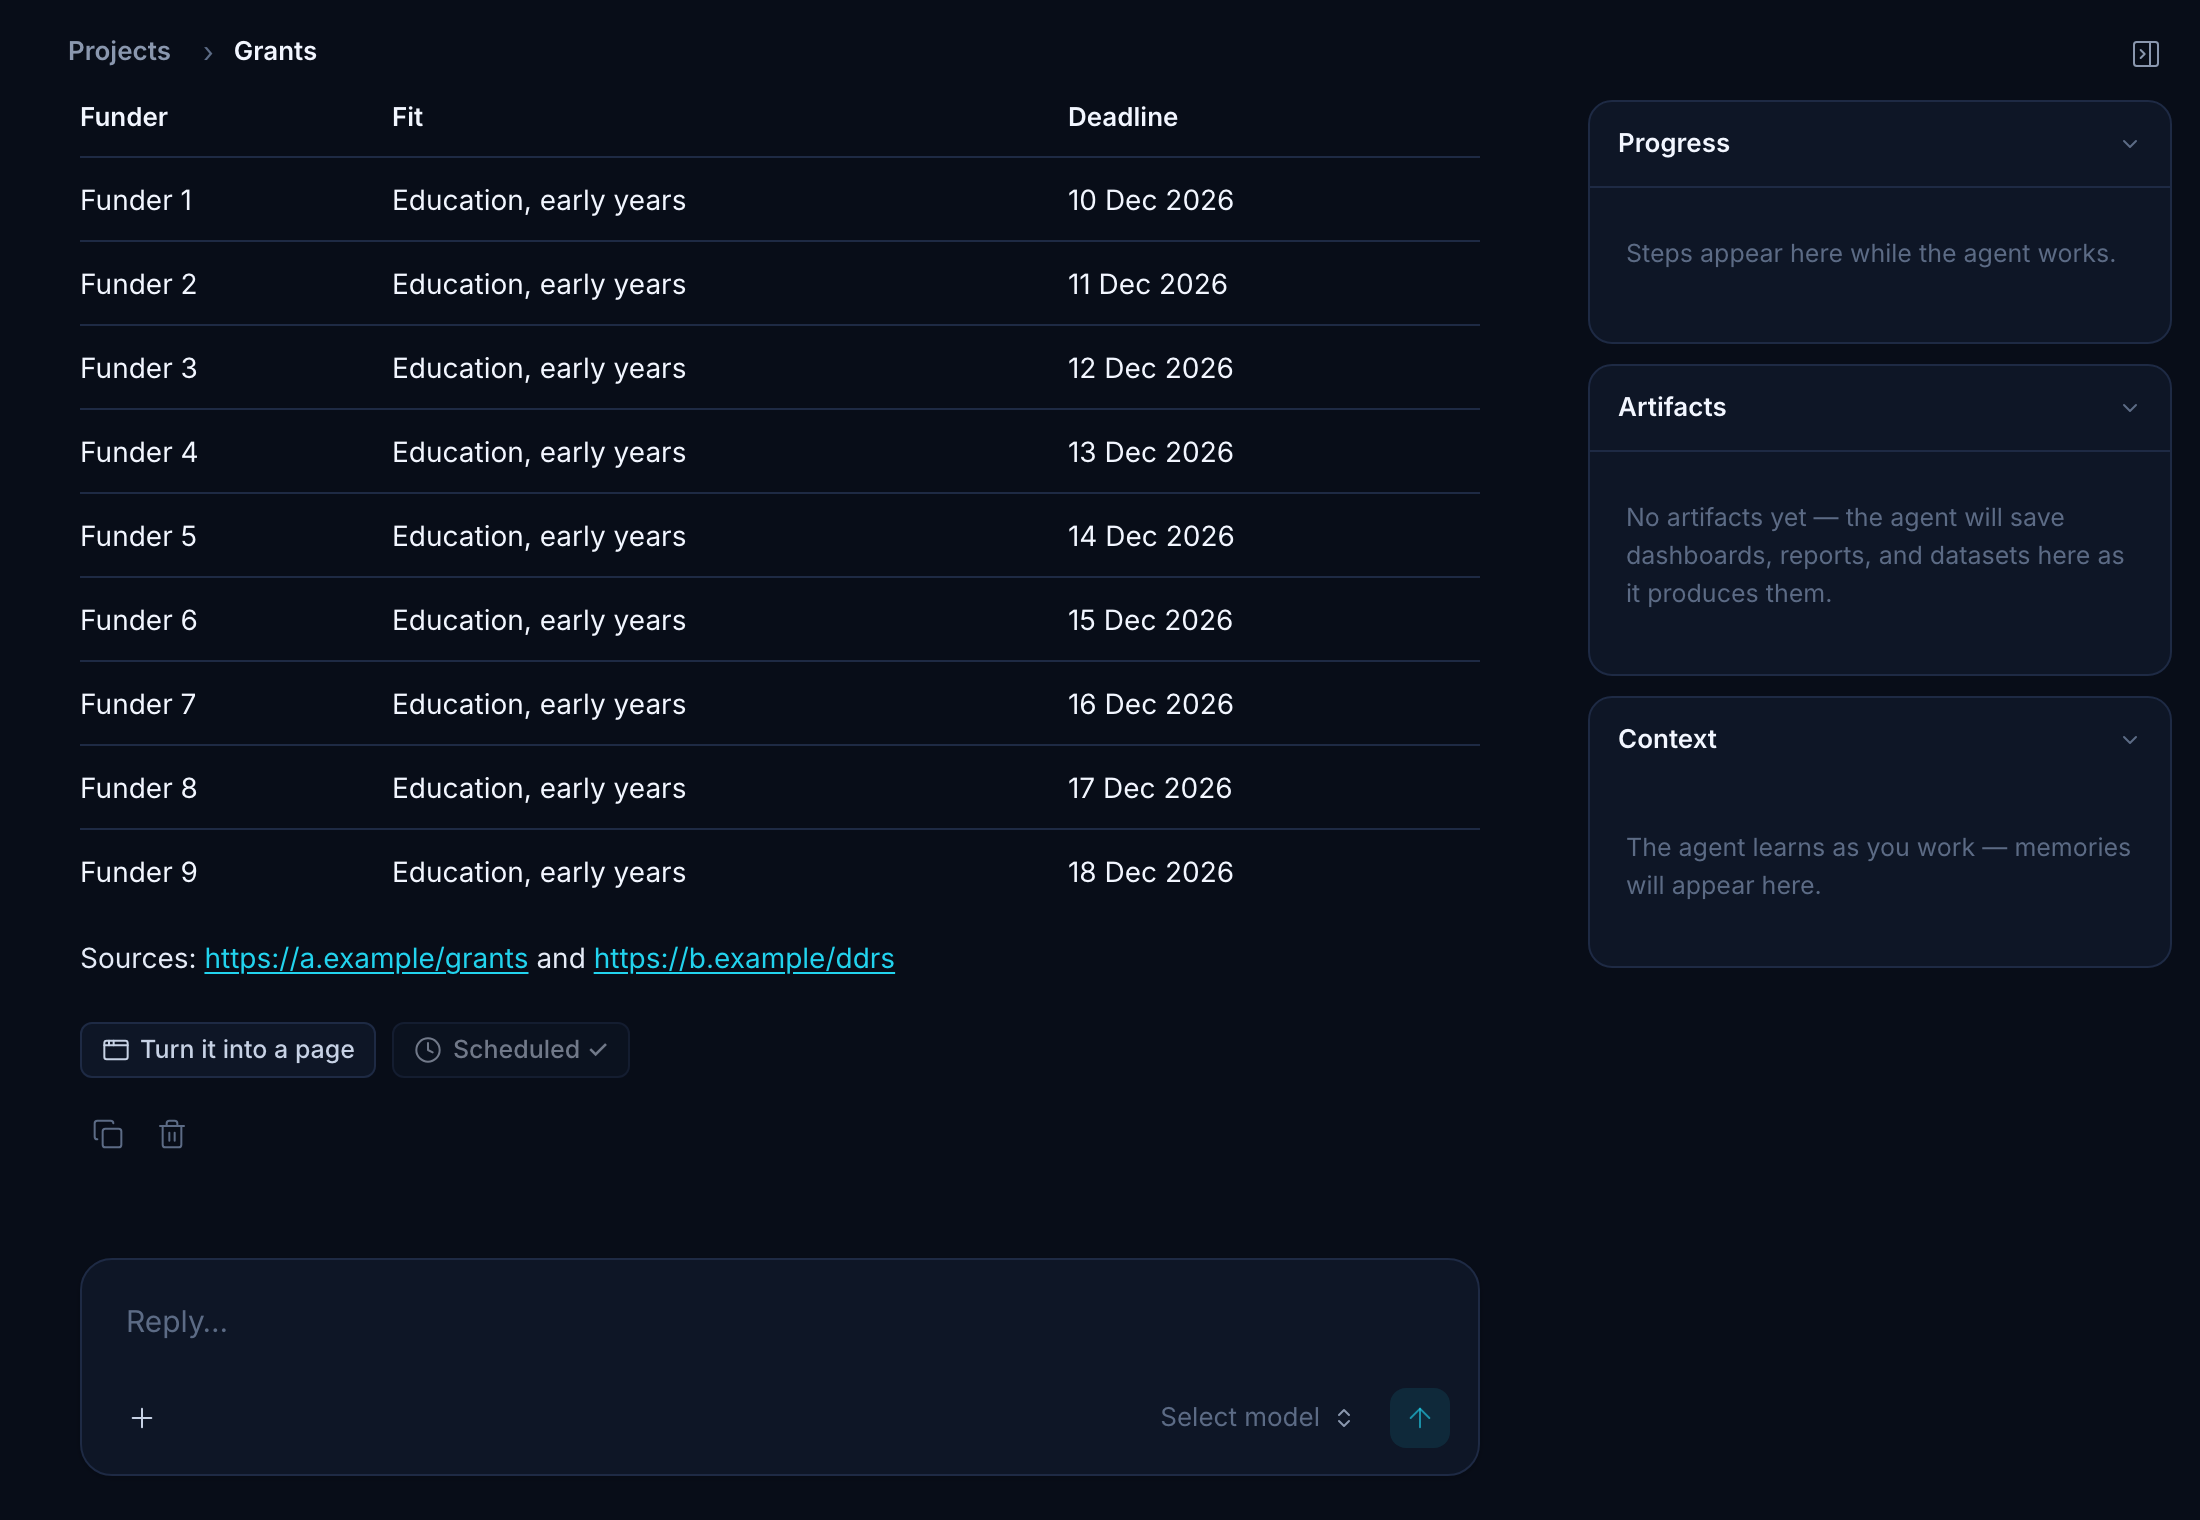 Projects › Grants
Funder Fit Deadline
Funder 1 Education, early years 10 Dec 2026
Funder 2 Education, early years 11 Dec 2026
Funder 3 Education, early years 12 Dec 2026
Funder 4 Education, early years 13 Dec 2026
Funder 5 Education, early years 14 Dec 2026
Funder 6 Education, early years 15 Dec 2026
Funder 7 Education, early years 16 Dec 2026
Funder 8 Education, early years 17 Dec 2026
Funder 9 Education, early years 18 Dec 2026
Sources: https://a.example/grants and https://b.example/ddrs
Turn it into a page
Scheduled ✓
Reply...
Select model
Progress
Steps appear here while the agent works.
Artifacts
No artifacts yet — the agent will save
dashboards, reports, and datasets here as
it produces them.
Context
The agent learns as you work — memories
will appear here.